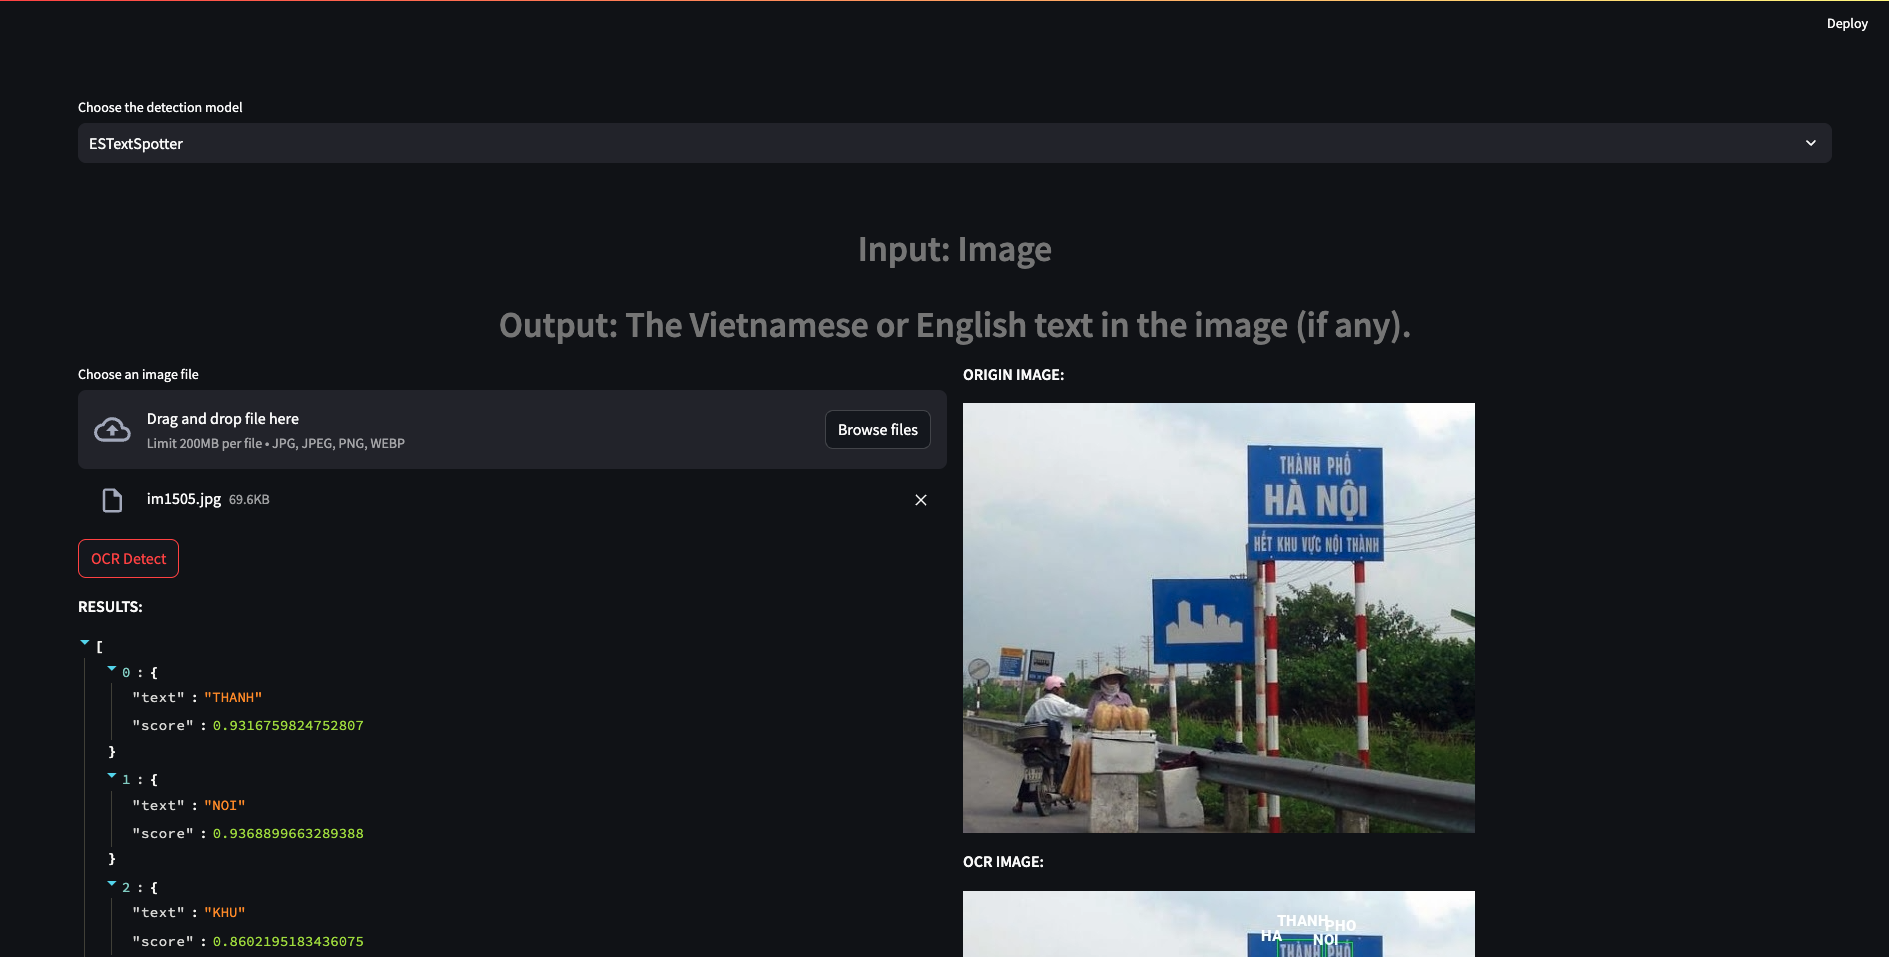 Deploy
Choose the detection model
ESTextSpotter
Input: Image
Output: The Vietnamese or English text in the image (if any).
Choose an image file
Drag and drop file here
Limit 200MB per file • JPG, JPEG, PNG, WEBP
Browse files
im1505.jpg 69.6KB
OCR Detect
RESULTS:
[
0 : {
"text" : "THANH"
"score" : 0.9316759824752807
}
1 : {
"text" : "NOI"
"score" : 0.9368899663289388
}
2 : {
"text" : "KHU"
"score" : 0.8602195183436075
ORIGIN IMAGE:
THÀNH PHỐ
HÀ NỘI
HẾT KHU VỰC NỘI THÀNH
OCR IMAGE:
THANH PHO
HA NOI
THÀNH PHỐ